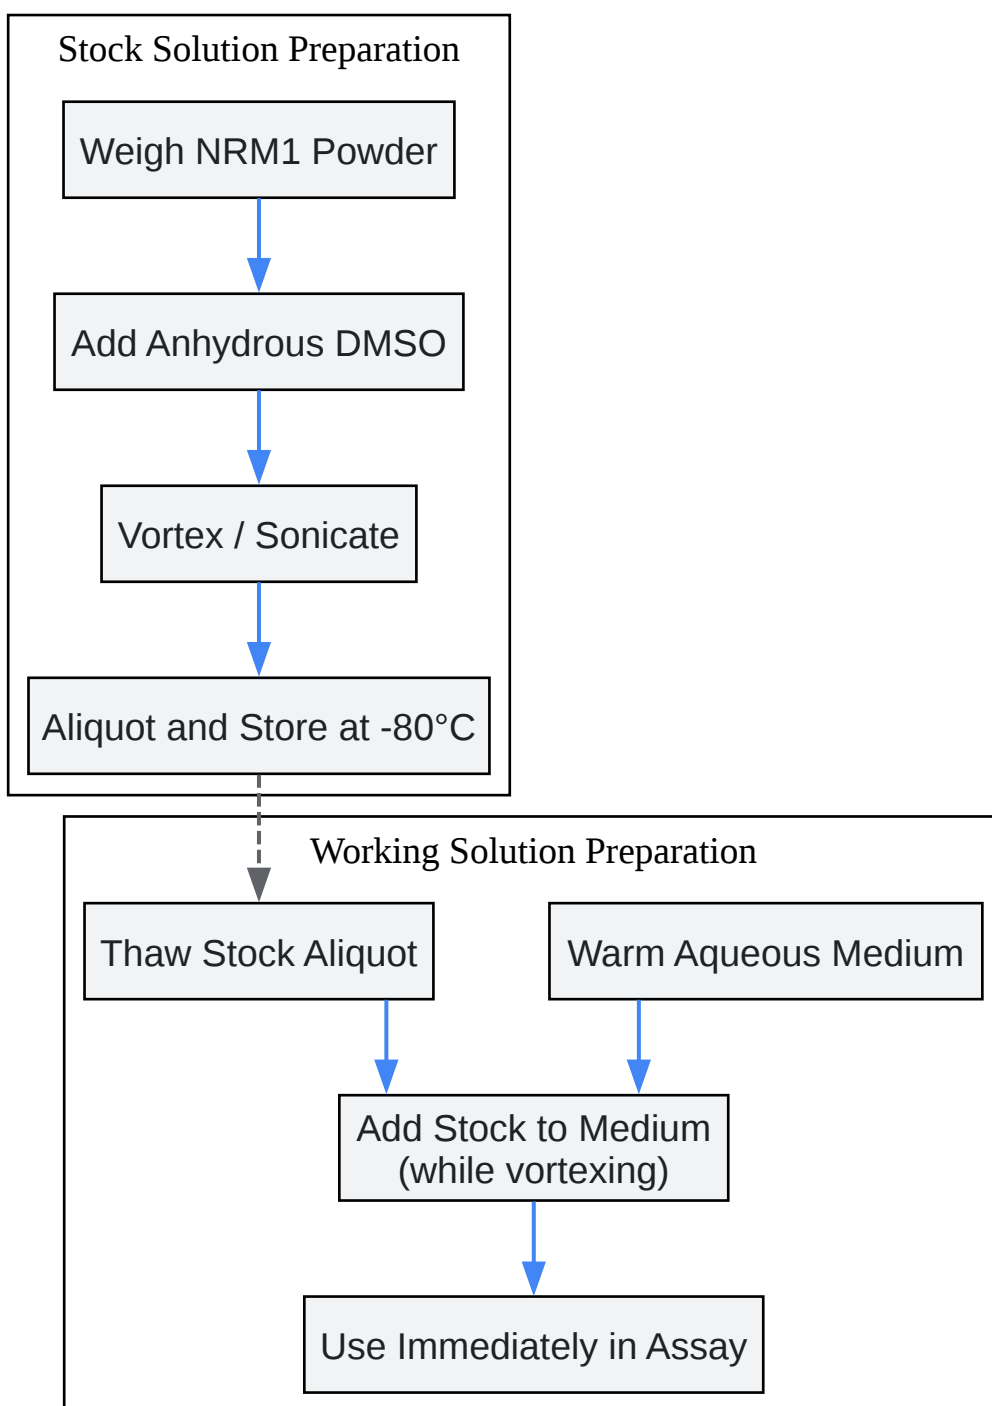 Stock Solution Preparation
Weigh NRM1 Powder
Add Anhydrous DMSO
Vortex / Sonicate
Aliquot and Store at -80°C
Working Solution Preparation
Thaw Stock Aliquot
Warm Aqueous Medium
Add Stock to Medium
(while vortexing)
Use Immediately in Assay